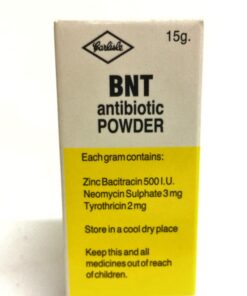 Carlisle
15g.
BNT
antibiotic
POWDER
Each gram contains:
Zinc Bacitracin 500 I.U.
Neomycin Sulphate 3 mg
Tyrothricin 2 mg
Store in a cool dry place
Keep this and all
medicines out of reach
of children.